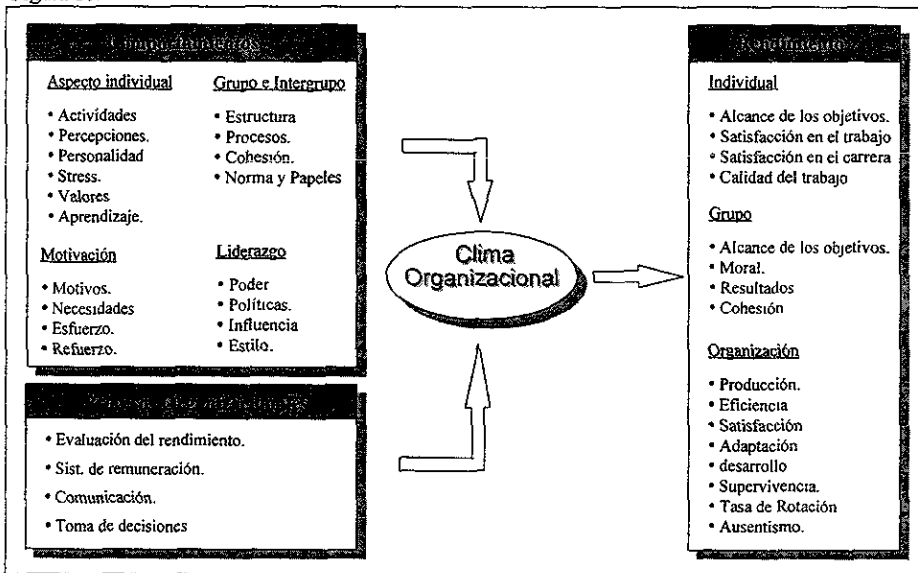 Comportamientos
Aspecto individual
• Actividades
• Percepciones.
• Personalidad
• Stress.
• Valores
• Aprendizaje.
Grupo e Intergrupo
• Estructura
• Procesos.
• Cohesión.
• Norma y Papeles
Motivación
• Motivos.
• Necesidades
• Esfuerzo.
• Refuerzo.
Liderazgo
• Poder
• Políticas.
• Influencia
• Estilo.
• Evaluación del rendimiento.
• Sist. de remuneración.
• Comunicación.
• Toma de decisiones
Clima
Organizacional
Rendimiento
Individual
• Alcance de los objetivos.
• Satisfacción en el trabajo
• Satisfacción en el carrera
• Calidad del trabajo
Grupo
• Alcance de los objetivos.
• Moral.
• Resultados
• Cohesión
Organización
• Producción.
• Eficiencia
• Satisfacción
• Adaptación
• desarrollo
• Supervivencia.
• Tasa de Rotación
• Ausentismo.